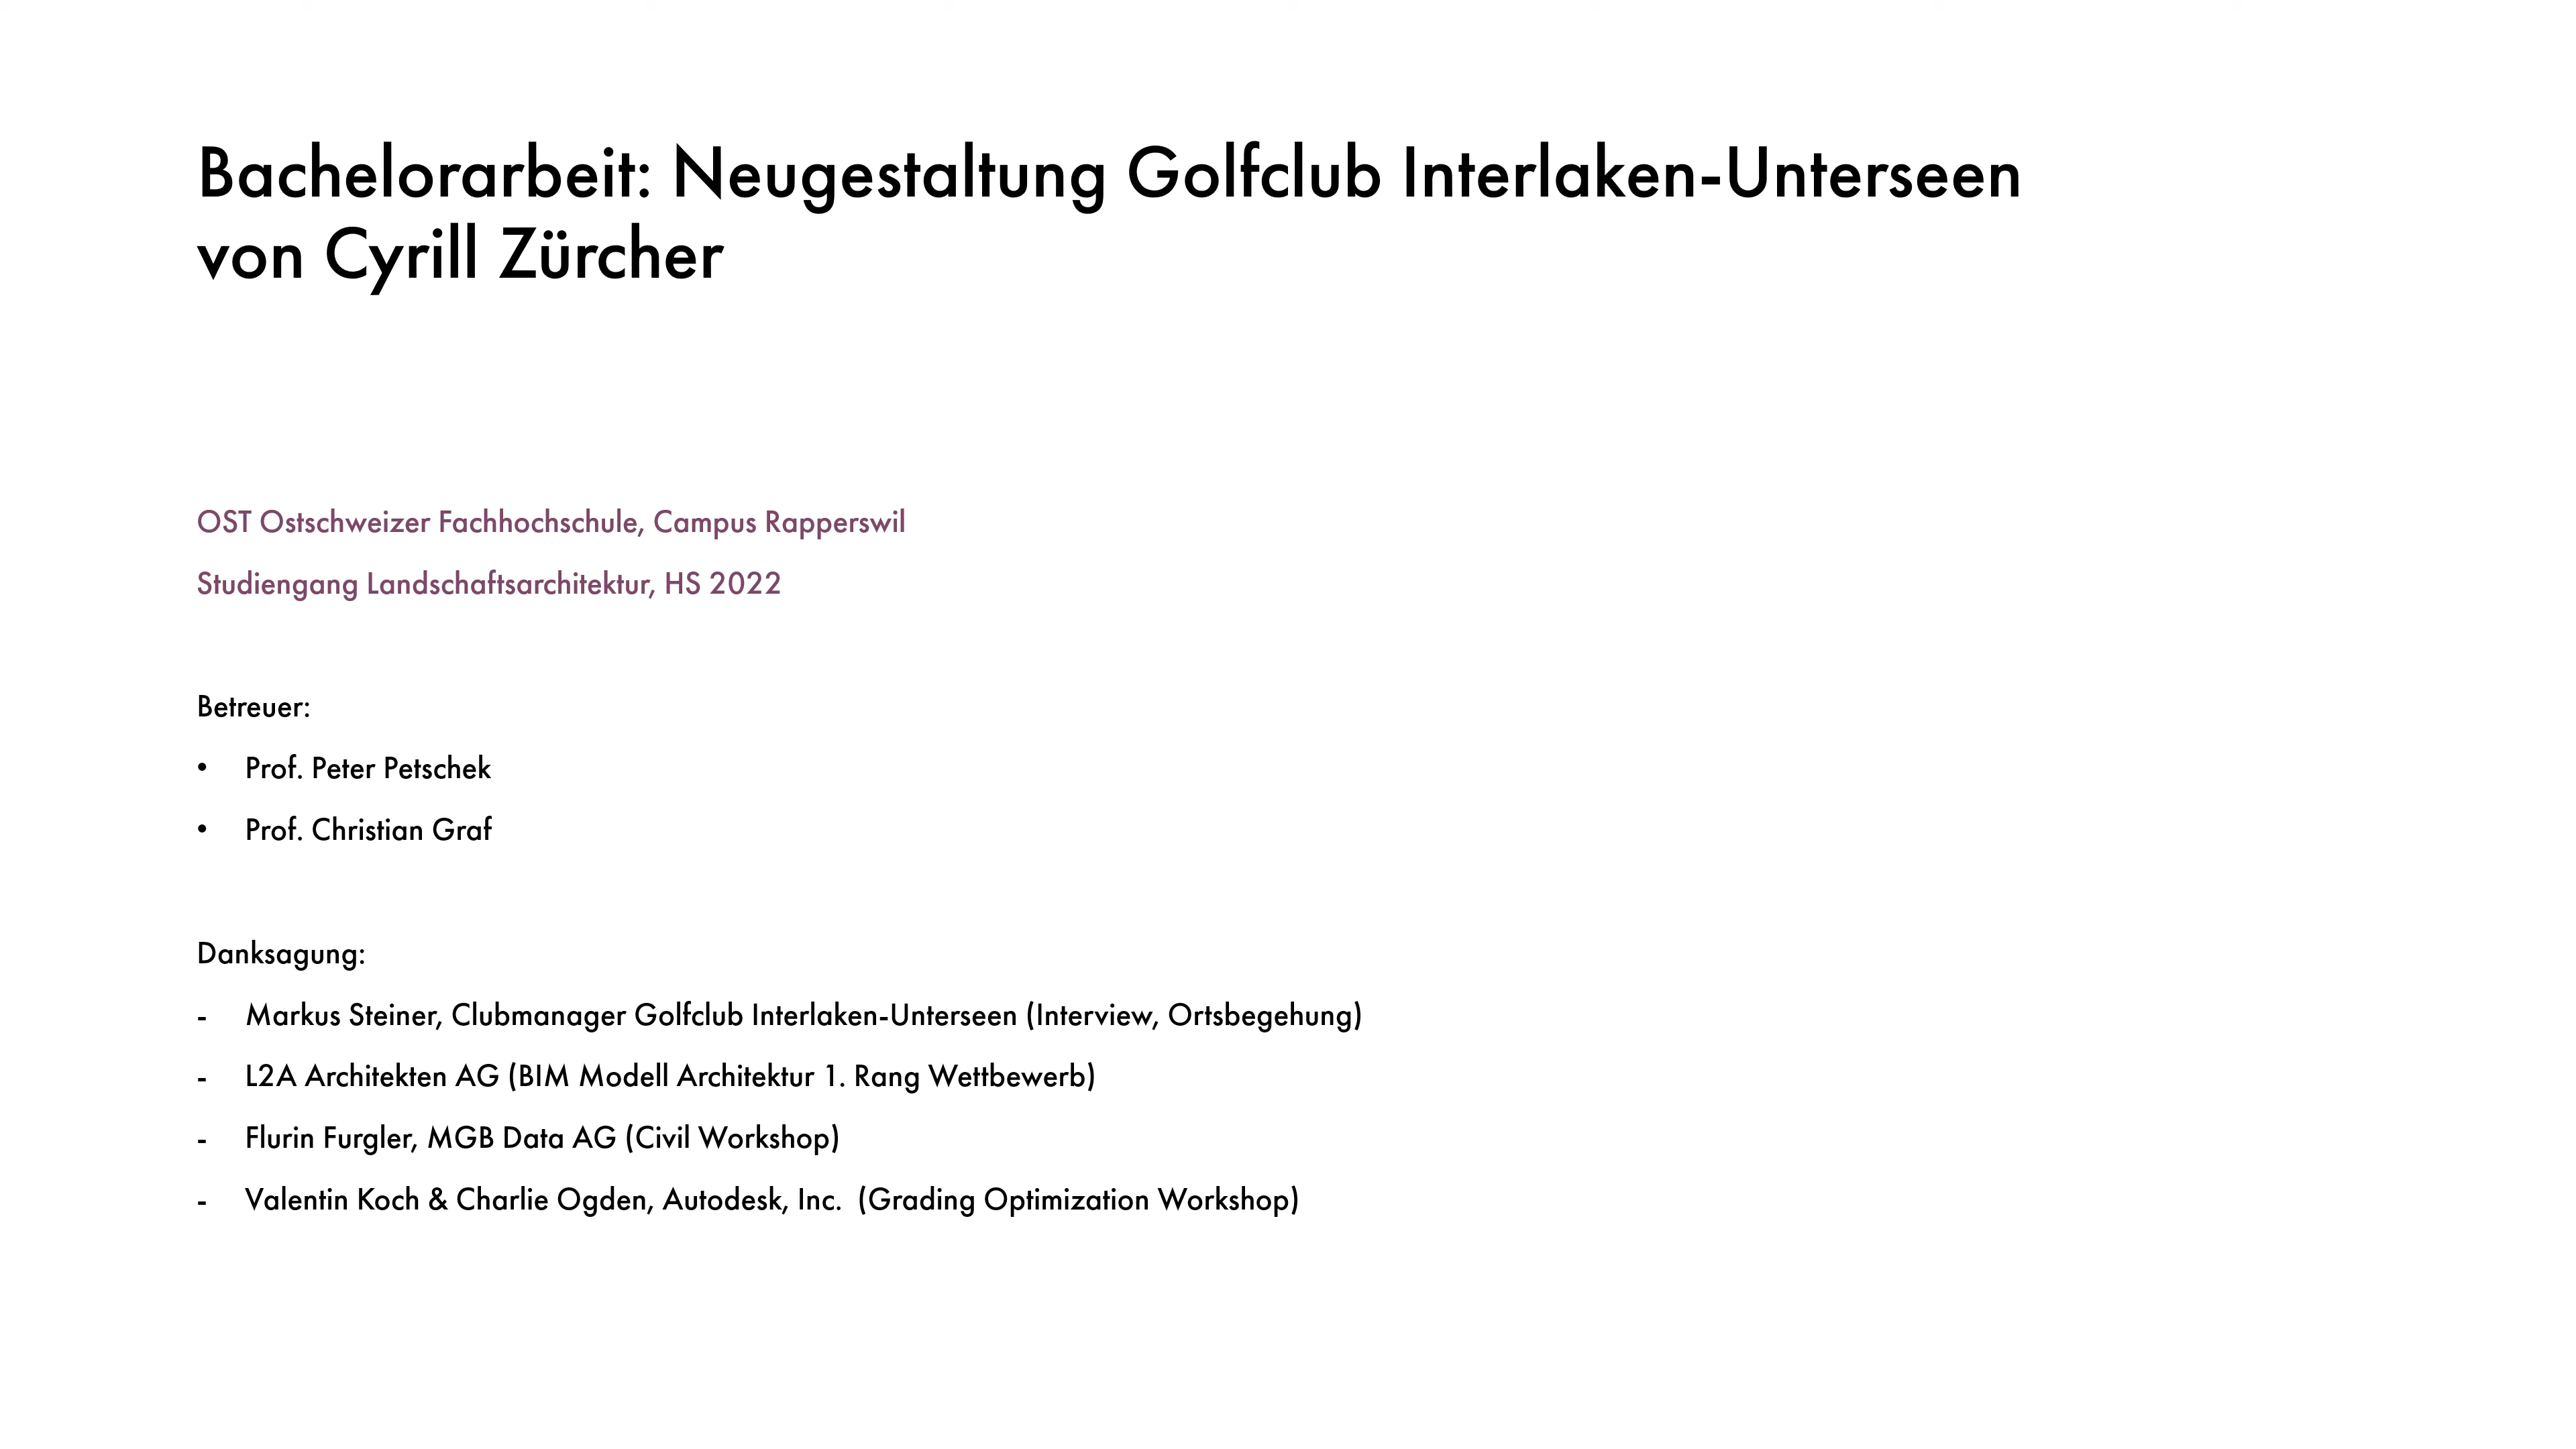 Bachelorarbeit: Neugestaltung Golfclub Interlaken-Unterseen
von Cyrill Zürcher
OST Ostschweizer Fachhochschule, Campus Rapperswil
Studiengang Landschaftsarchitektur, HS 2022
Betreuer:
• Prof. Peter Petschek
• Prof. Christian Graf
Danksagung:
- Markus Steiner, Clubmanager Golfclub Interlaken-Unterseen (Interview, Ortsbegehung)
- L2A Architekten AG (BIM Modell Architektur 1. Rang Wettbewerb)
- Flurin Furgler, MGB Data AG (Civil Workshop)
- Valentin Koch & Charlie Ogden, Autodesk, Inc.  (Grading Optimization Workshop)